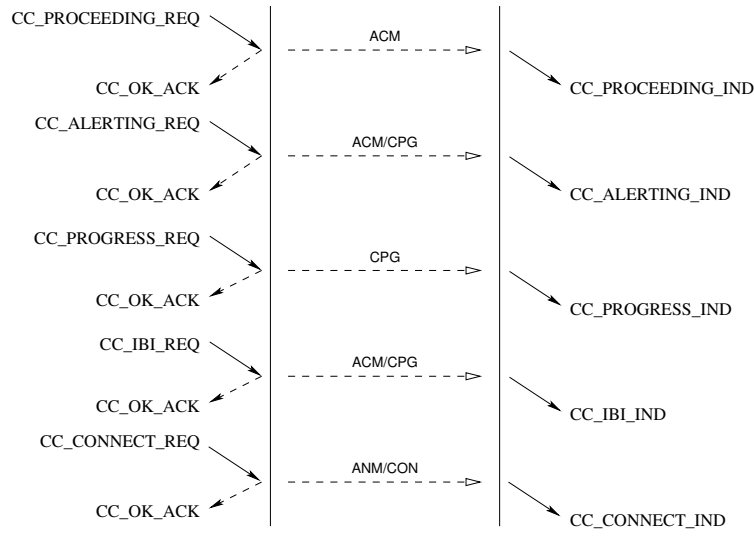 CC_PROCEEDING_REQ
ACM
CC_OK_ACK
CC_PROCEEDING_IND
CC_ALERTING_REQ
ACM/CPG
CC_OK_ACK
CC_ALERTING_IND
CC_PROGRESS_REQ
CPG
CC_OK_ACK
CC_PROGRESS_IND
CC_IBI_REQ
ACM/CPG
CC_OK_ACK
CC_IBI_IND
CC_CONNECT_REQ
ANM/CON
CC_OK_ACK
CC_CONNECT_IND